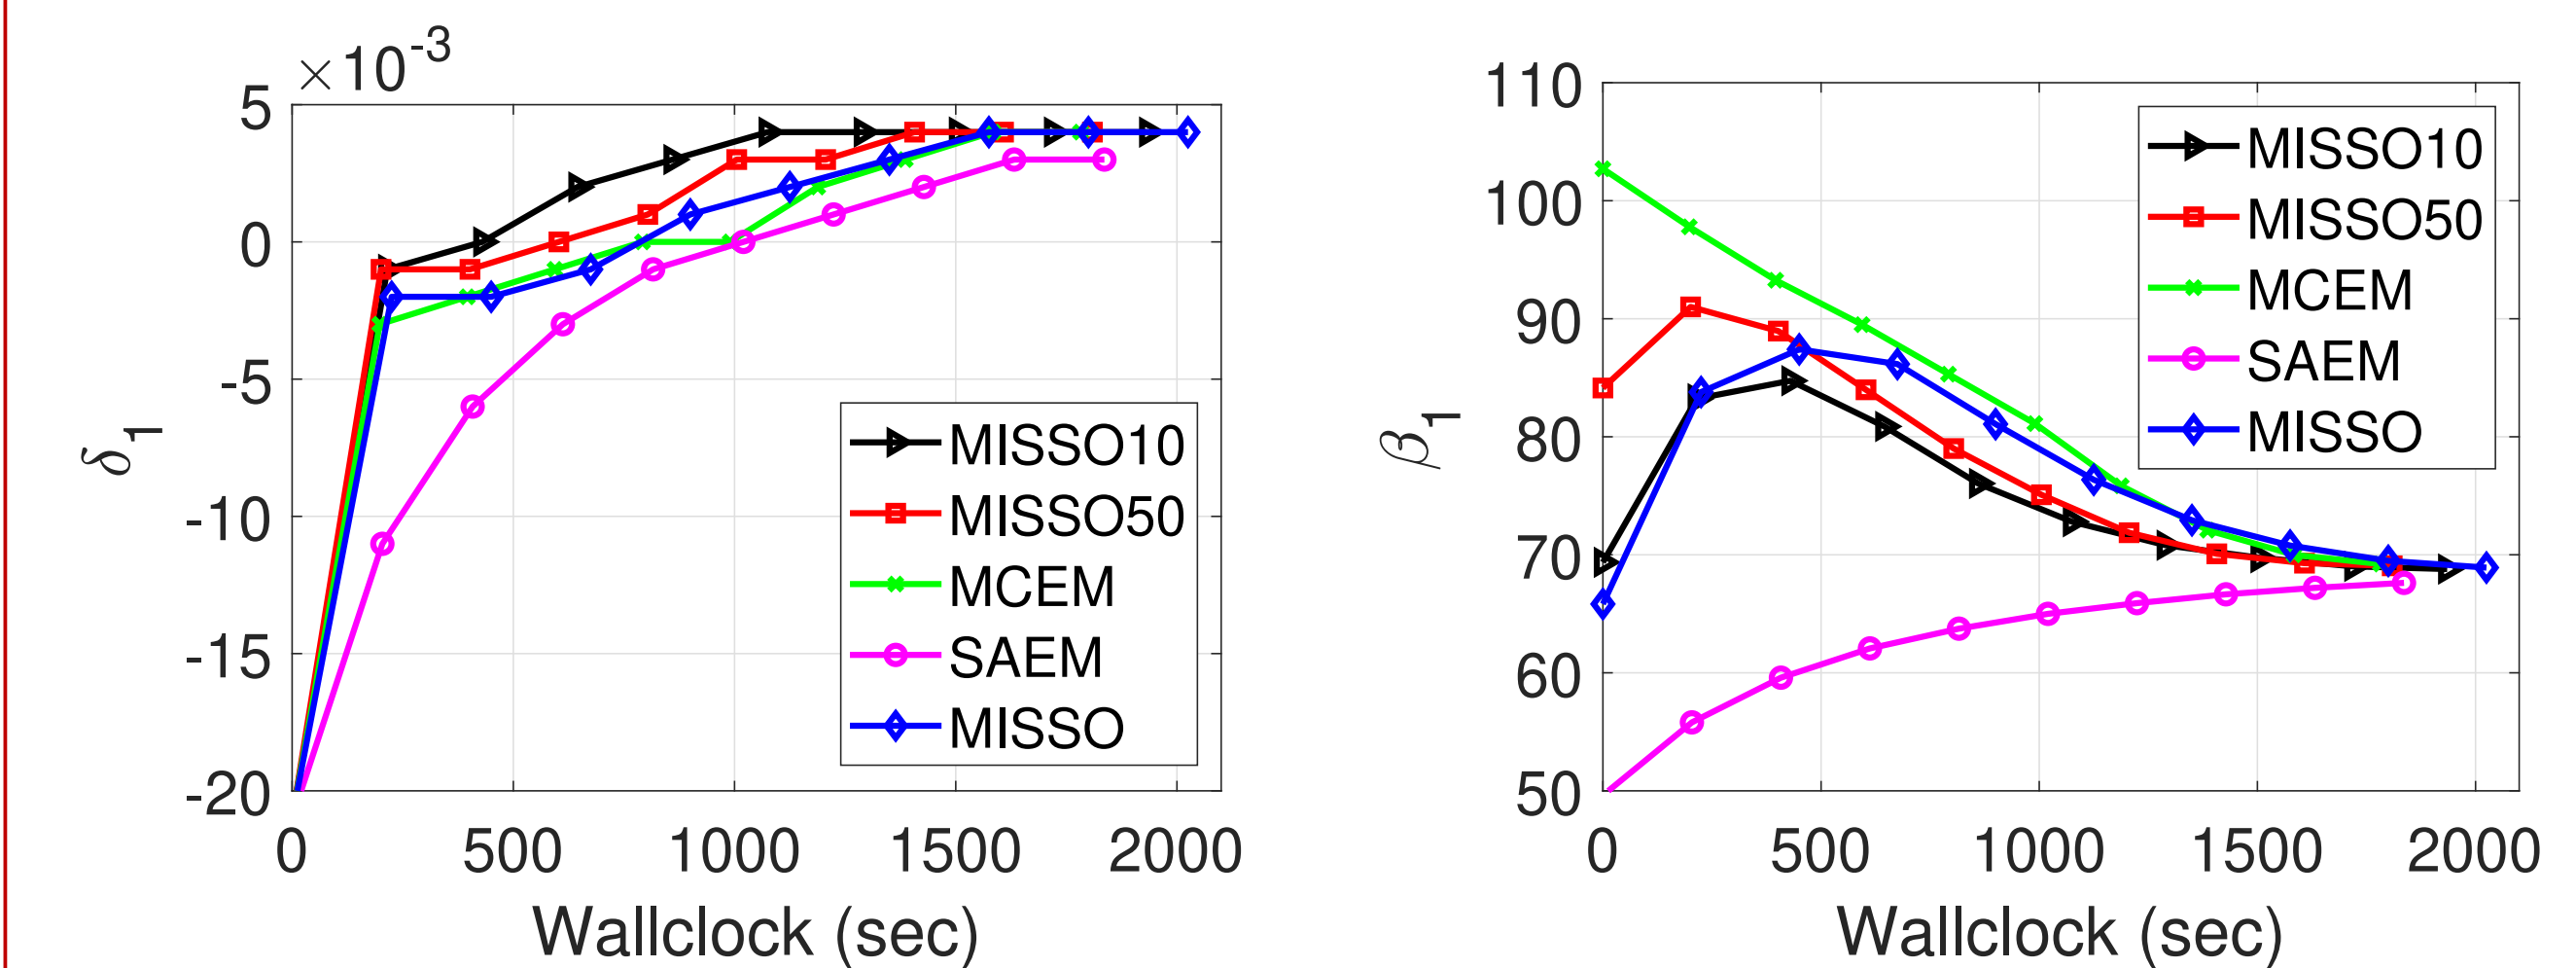 ×10-3
5
0
-5
-10
-15
-20
0 500 1000 1500 2000
δ1
Wallclock (sec)
MISSO10
MISSO50
MCEM
SAEM
MISSO
110
100
90
80
70
60
50
0 500 1000 1500 2000
β1
Wallclock (sec)
MISSO10
MISSO50
MCEM
SAEM
MISSO